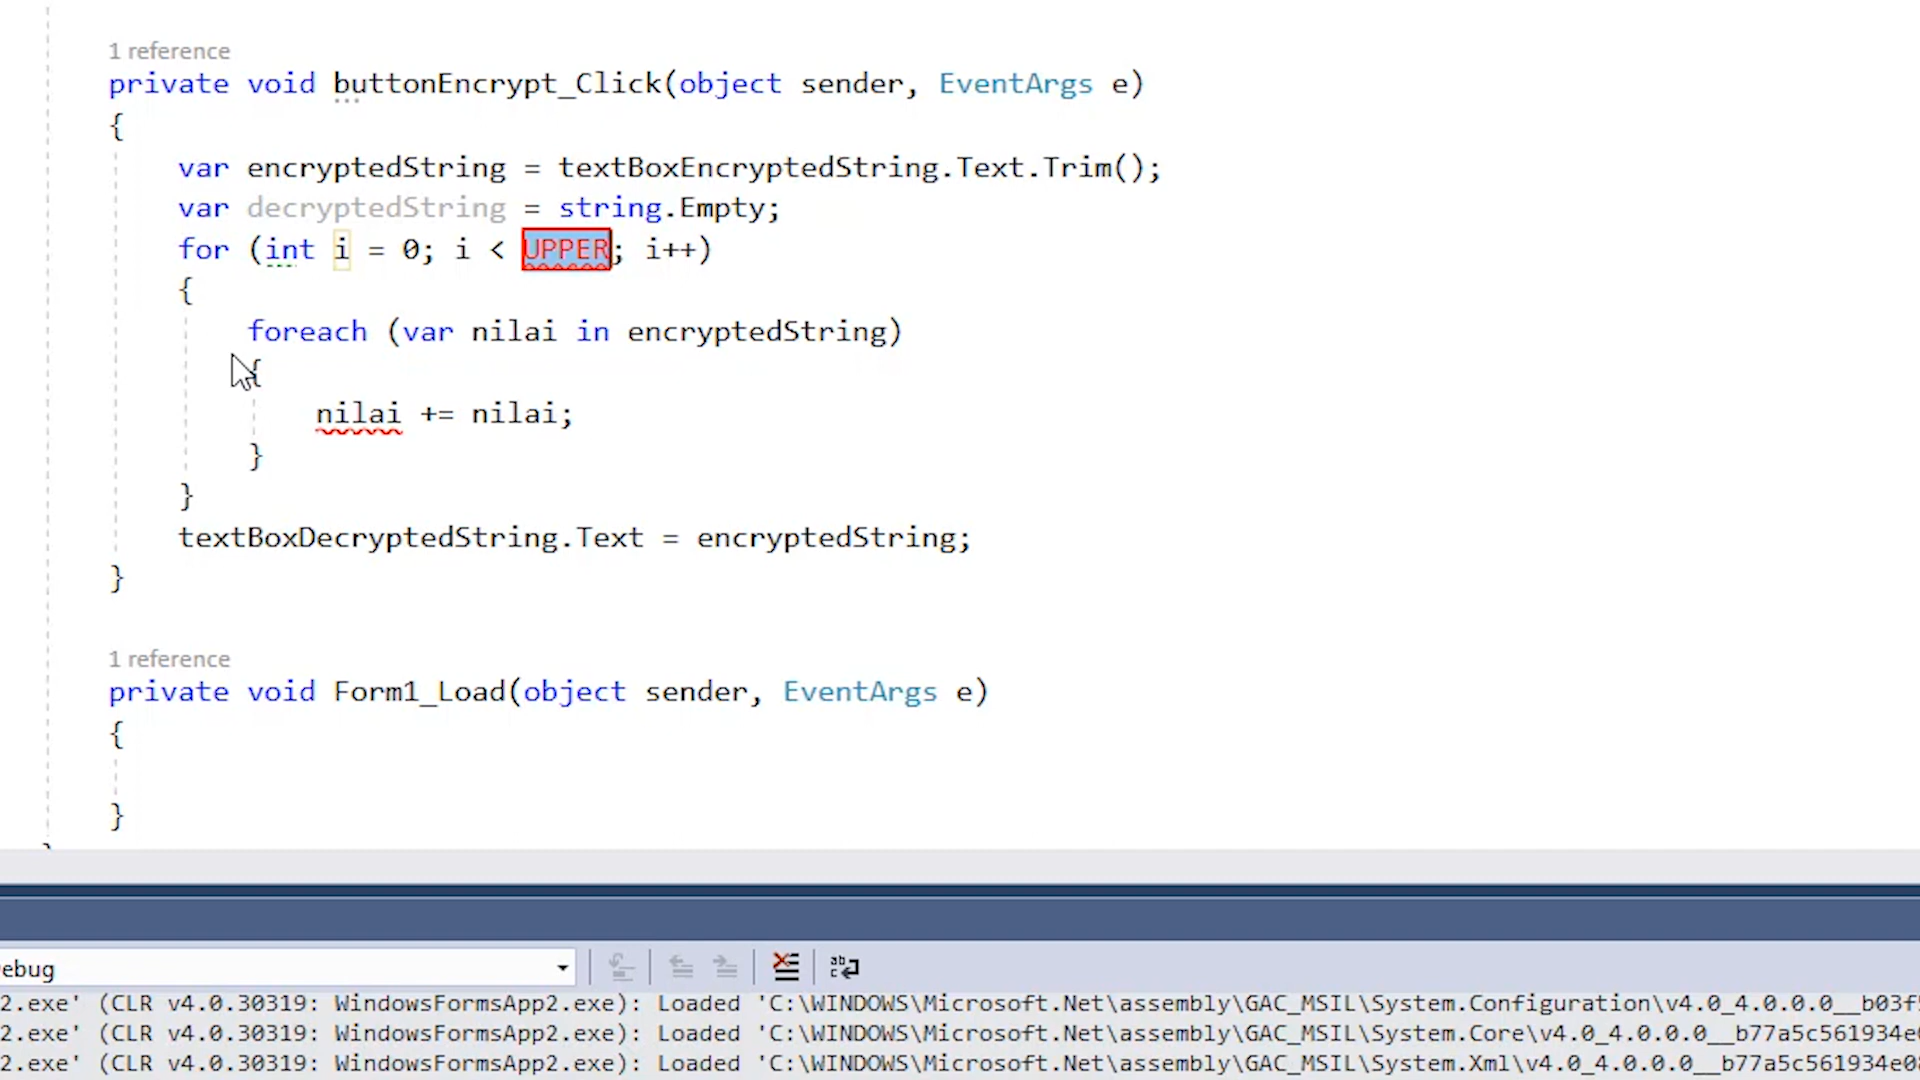 1 reference
private void buttonEncrypt_Click(object sender, EventArgs e)
{
var encryptedString = textBoxEncryptedString.Text.Trim();
var decryptedString = string.Empty;
for (int i = 0; i < UPPER; i++)
{
foreach (var nilai in encryptedString)
{
nilai += nilai;
}
}
textBoxDecryptedString.Text = encryptedString;
}
1 reference
private void Form1_Load(object sender, EventArgs e)
{
}
ebug
2.exe' (CLR v4.0.30319: WindowsFormsApp2.exe): Loaded 'C:\WINDOWS\Microsoft.Net\assembly\GAC_MSIL\System.Configuration\v4.0_4.0.0.0__b03f5
2.exe' (CLR v4.0.30319: WindowsFormsApp2.exe): Loaded 'C:\WINDOWS\Microsoft.Net\assembly\GAC_MSIL\System.Core\v4.0_4.0.0.0__b77a5c561934e0
2.exe' (CLR v4.0.30319: WindowsFormsApp2.exe): Loaded 'C:\WINDOWS\Microsoft.Net\assembly\GAC_MSIL\System.Xml\v4.0_4.0.0.0__b77a5c561934e08